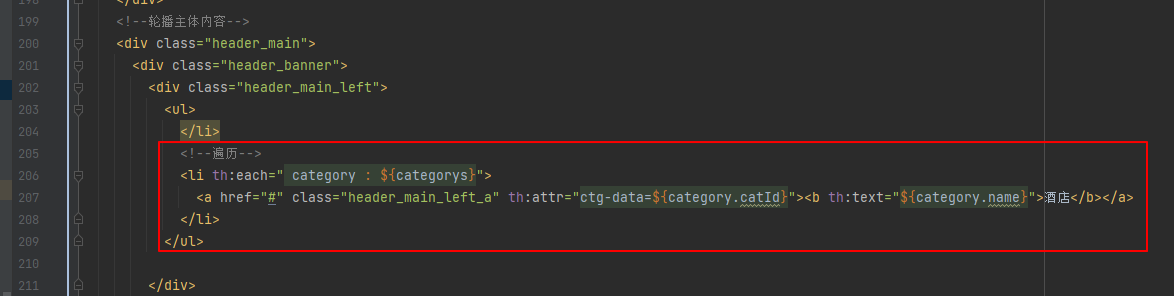 198 </div>
199 <!--轮播主体内容-->
200 <div class="header_main">
201 <div class="header_banner">
202 <div class="header_main_left">
203 <ul>
204 </li>
205 <!--遍历-->
206 <li th:each=" category : ${categorys}">
207 <a href="#" class="header_main_left_a" th:attr="ctg-data=${category.catId}"><b th:text="${category.name}">酒店</b></a>
208 </li>
209 </ul>
210
211 </div>